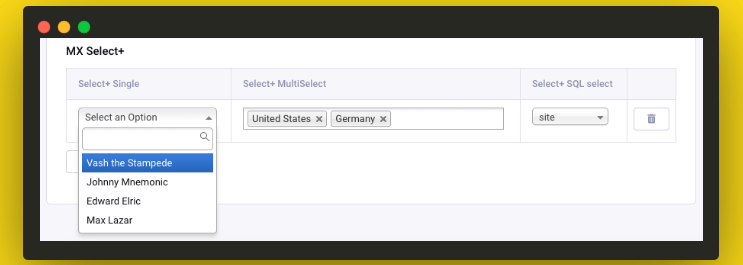 MX Select+
Select+ Single
Select+ MultiSelect
Select+ SQL select
Select an Option
United States
Germany
site
Vash the Stampede
Johnny Mnemonic
Edward Elric
Max Lazar